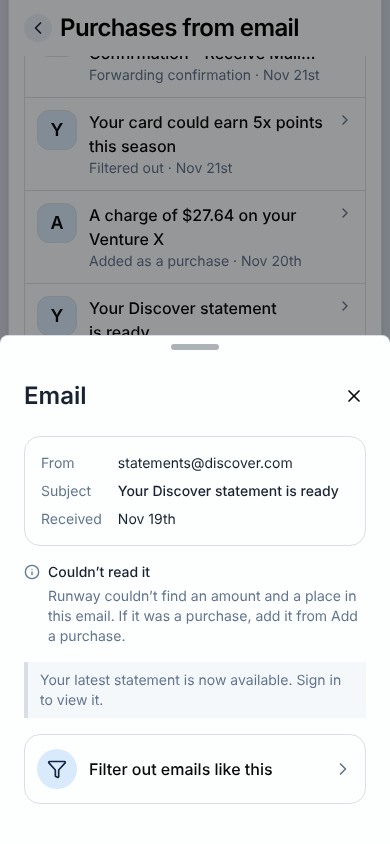 Purchases from email
Confirmation - Receive Mail...
Forwarding confirmation · Nov 21st
Y
Your card could earn 5x points
this season
Filtered out · Nov 21st
A
A charge of $27.64 on your
Venture X
Added as a purchase · Nov 20th
Y
Your Discover statement
is ready
Email
From statements@discover.com
Subject Your Discover statement is ready
Received Nov 19th
Couldn’t read it
Runway couldn’t find an amount and a place in
this email. If it was a purchase, add it from Add
a purchase.
Your latest statement is now available. Sign in
to view it.
Filter out emails like this